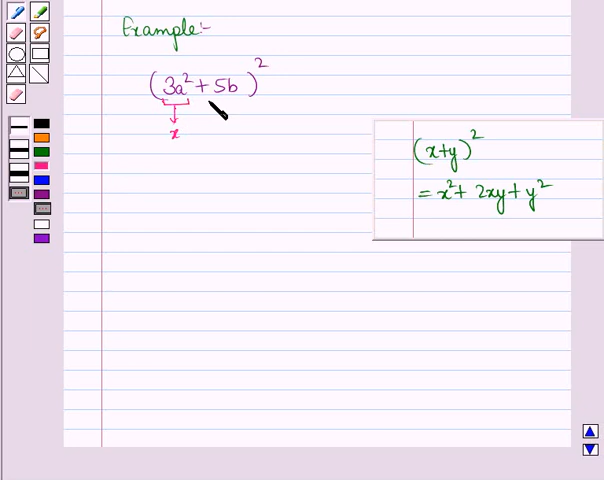 Example:-
(3a² + 5b)²
x
(x+y)²
= x² + 2xy + y²